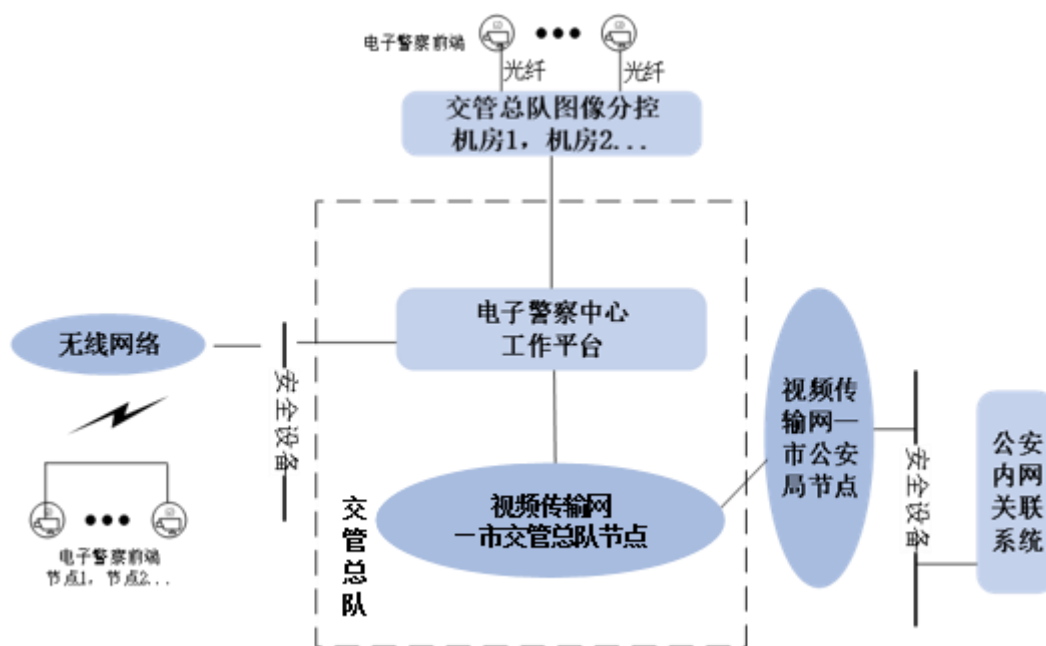 电子警察前端
光纤
光纤
交管总队图像分控
机房1，机房2...
电子警察中心
工作平台
无线网络
安全设备
电子警察前端
节点1，节点2...
交管总队
视频传输网
—市交管总队节点
视频传
输网—
市公安
局节点
安全设备
公安
内网
关联
系统